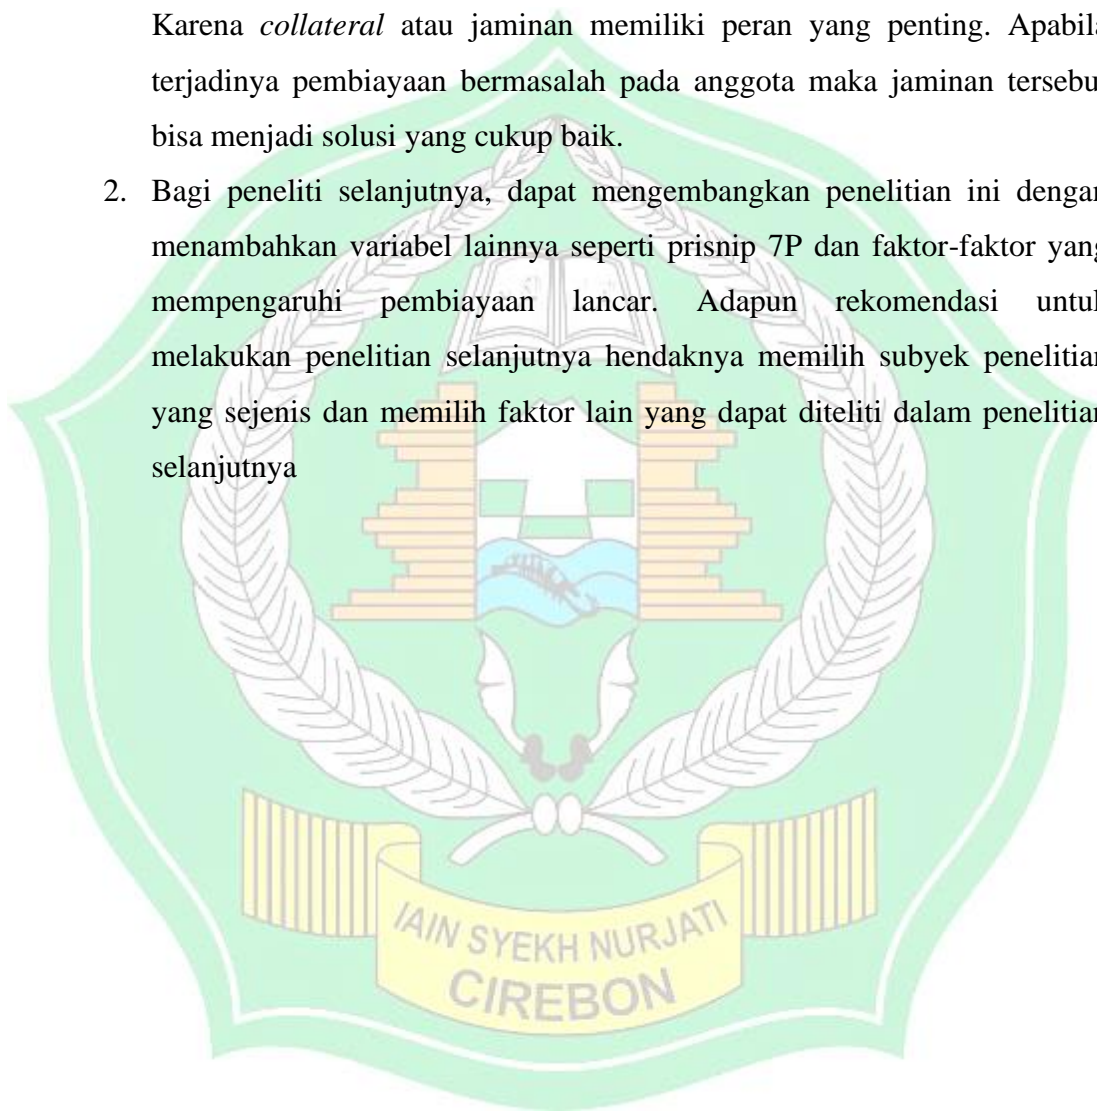 Karena collateral atau jaminan memiliki peran yang penting. Apabila
terjadinya pembiayaan bermasalah pada anggota maka jaminan tersebu
bisa menjadi solusi yang cukup baik.
2. Bagi peneliti selanjutnya, dapat mengembangkan penelitian ini dengan
menambahkan variabel lainnya seperti prisnip 7P dan faktor-faktor yang
mempengaruhi pembiayaan lancar. Adapun rekomendasi untuk
melakukan penelitian selanjutnya hendaknya memilih subyek penelitian
yang sejenis dan memilih faktor lain yang dapat diteliti dalam penelitian
selanjutnya
IAIN SYEKH NURJATI
CIREBON